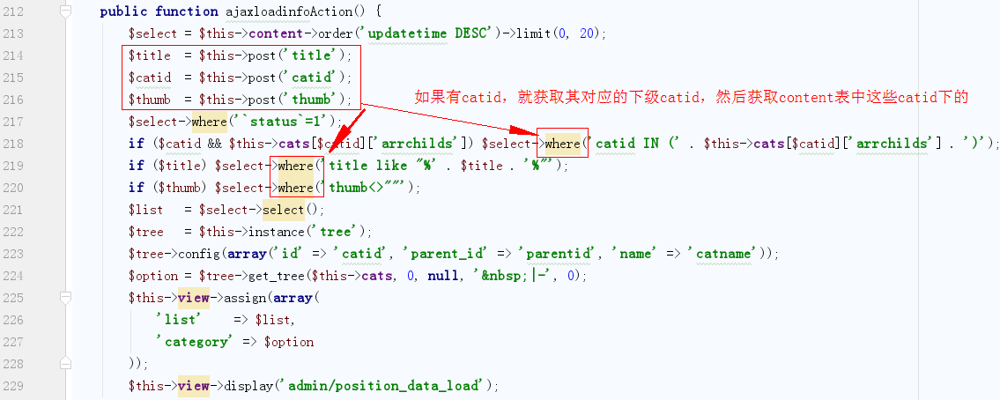 212 public function ajaxloadinfoAction() {
213 $select = $this->content->order('updatetime DESC')->limit(0, 20);
214 $title = $this->post('title');
215 $catid = $this->post('catid');
216 $thumb = $this->post('thumb');
如果有catid，就获取其对应的下级catid，然后获取content表中这些catid下的
217 $select->where('`status`=1');
218 if ($catid && $this->cats[$catid]['arrchilds']) $select->where('catid IN (' . $this->cats[$catid]['arrchilds'] . ')');
219 if ($title) $select->where('title like "%' . $title . '%"');
220 if ($thumb) $select->where('thumb<>""');
221 $list = $select->select();
222 $tree = $this->instance('tree');
223 $tree->config(array('id' => 'catid', 'parent_id' => 'parentid', 'name' => 'catname'));
224 $option = $tree->get_tree($this->cats, 0, null, '&nbsp;|-', 0);
225 $this->view->assign(array(
226 'list' => $list,
227 'category' => $option
228 ));
229 $this->view->display('admin/position_data_load');